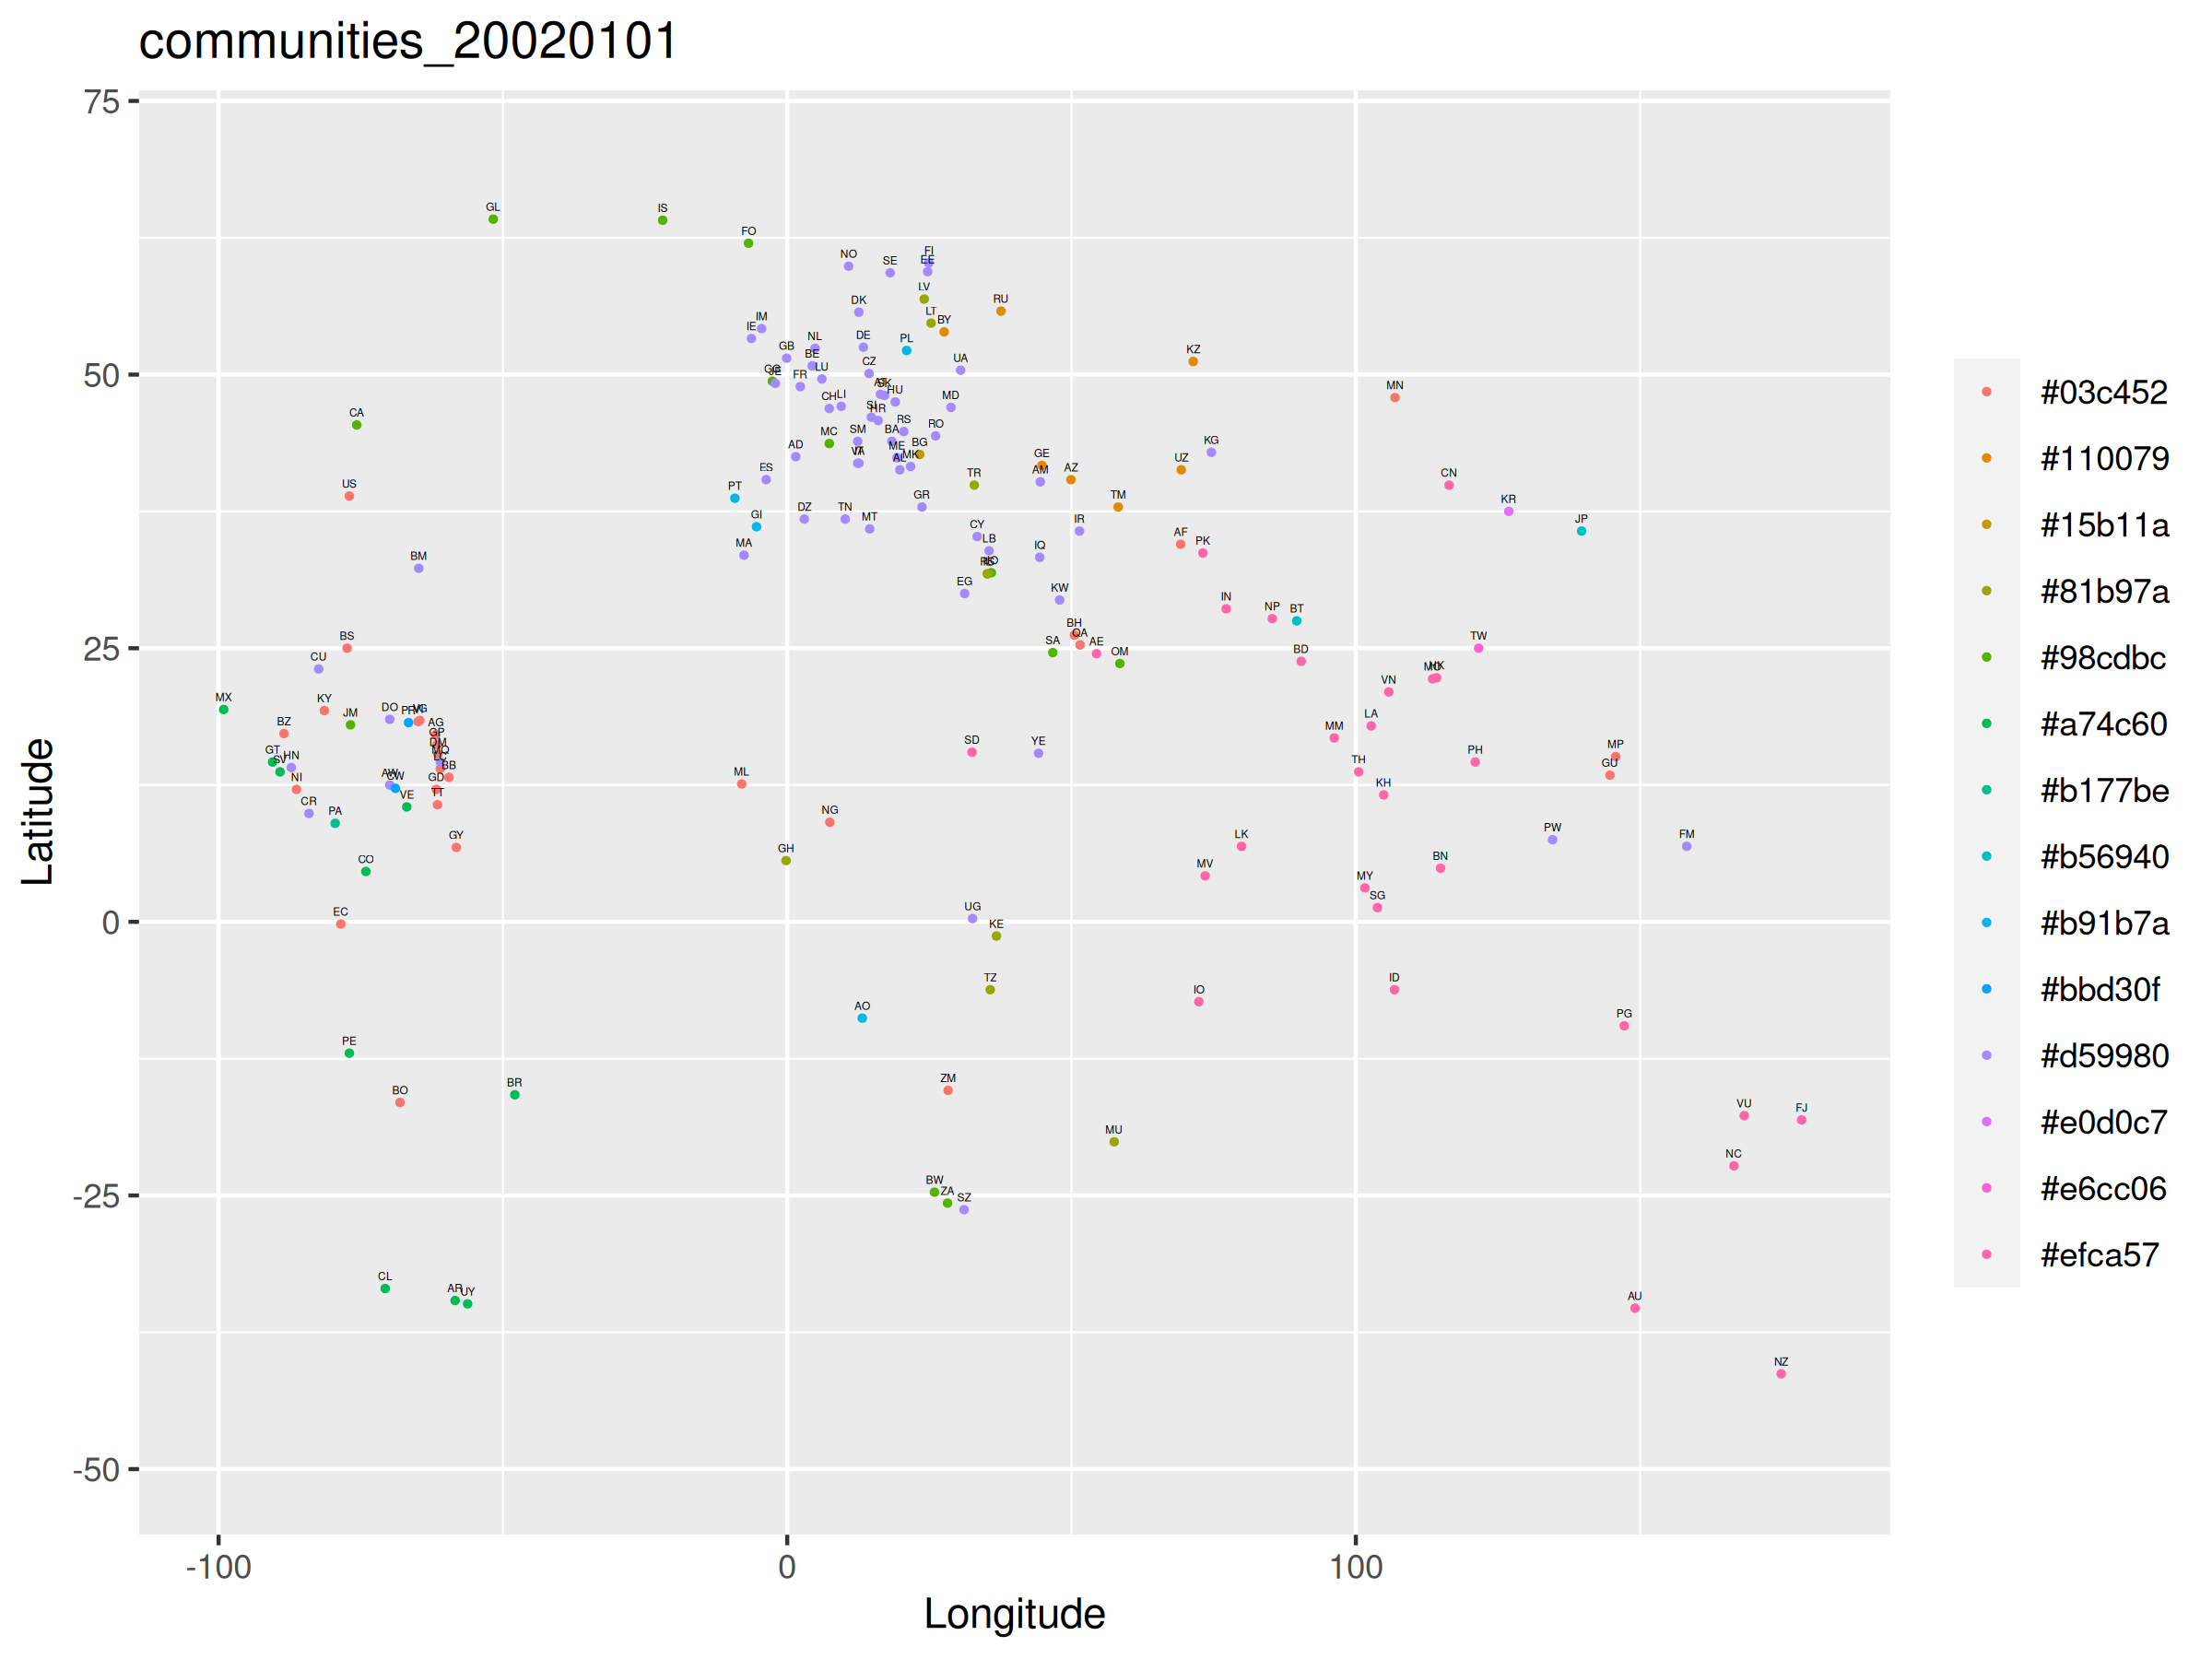 communities_20020101
Latitude
75
50
25
0
-25
-50
GL
IS
FO
NO
SE
FI
EE
LV
DK
RU
LT
BY
IM
IE
NL
DE
PL
GB
BE
CZ
UA
KZ
LU
FR
JE
MN
HU
CH
LI
MD
CA
HR
RS
RO
SM
BA
MC
BG
KG
AD
ME
MK
AL
GE
AM
AZ
UZ
CN
ES
TR
US
PT
TM
KR
GR
DZ
TN
MT
GI
JP
CY
IR
AF
LB
PK
MA
IQ
BM
EG
KW
IN
NP
BT
BH
QA
BS
SA
AE
OM
BD
TW
CU
HK
VN
MX
KY
DO
JM
VG
LA
BZ
AG
GP
DM
MQ
MM
SD
YE
MP
GT
HN
PH
TH
GU
BB
ML
NI
AW
CW
GD
KH
TT
VE
CR
PA
NG
GY
PW
FM
LK
GH
CO
BN
MV
MY
SG
EC
UG
KE
TZ
ID
IO
AO
PG
PE
BO
BR
ZM
VU
FJ
MU
NC
BW
ZA
SZ
CL
AR
UY
AU
NZ
-100
0
100
Longitude
#03c452
#110079
#15b11a
#81b97a
#98cdbc
#a74c60
#b177be
#b56940
#b91b7a
#bbd30f
#d59980
#e0d0c7
#e6cc06
#efca57